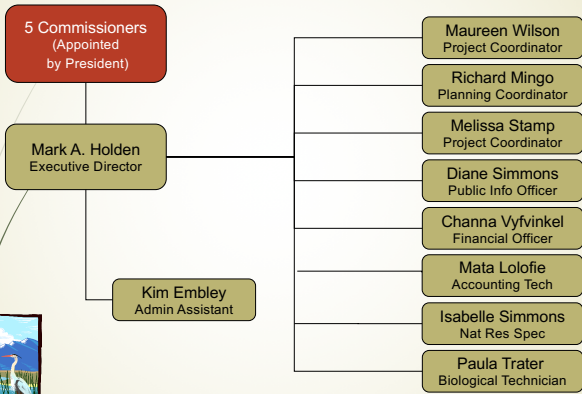 5 Commissioners
(Appointed
by President)
Mark A. Holden
Executive Director
Kim Embley
Admin Assistant
Maureen Wilson
Project Coordinator
Richard Mingo
Planning Coordinator
Melissa Stamp
Project Coordinator
Diane Simmons
Public Info Officer
Channa Vyfvinkel
Financial Officer
Mata Lolofie
Accounting Tech
Isabelle Simmons
Nat Res Spec
Paula Trater
Biological Technician